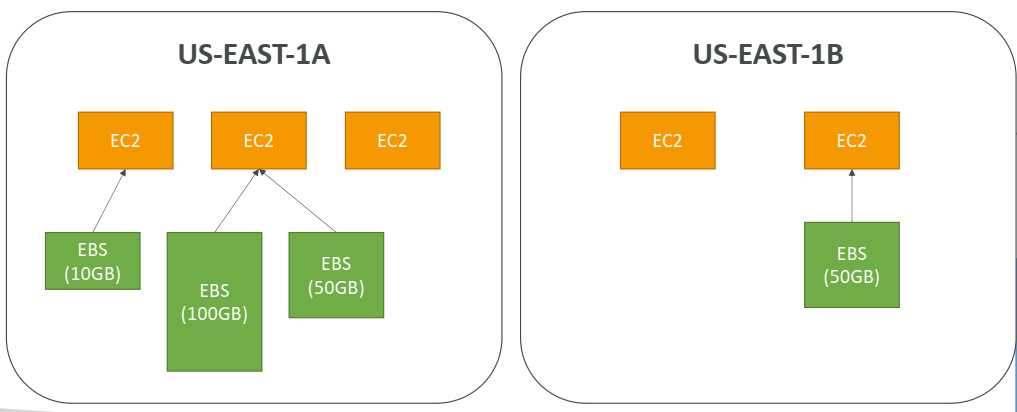 US-EAST-1A
EC2
EC2
EC2
EBS
(10GB)
EBS
(100GB)
EBS
(50GB)
US-EAST-1B
EC2
EC2
EBS
(50GB)